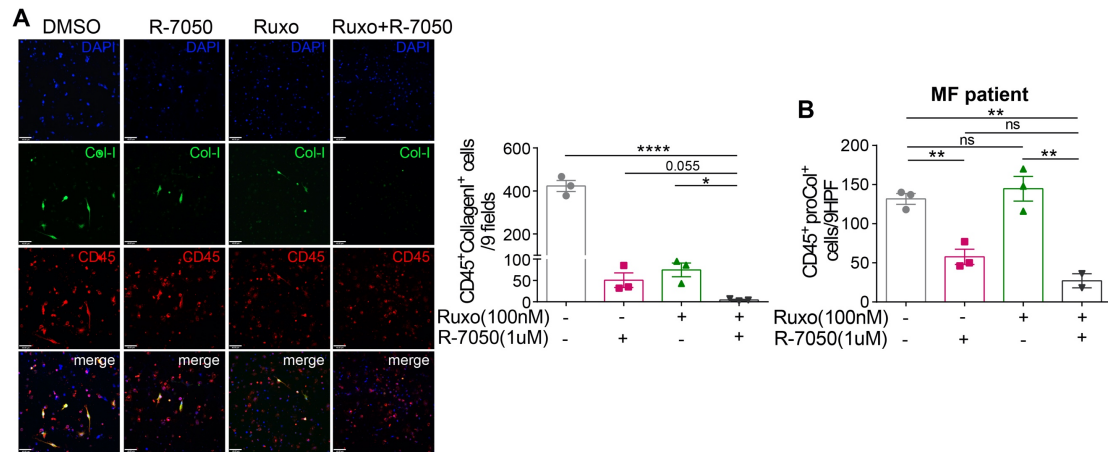 A
DMSO R-7050 Ruxo Ruxo+R-7050
DAPI DAPI DAPI DAPI
Col-I Col-I Col-I Col-I
CD45 CD45 CD45 CD45
merge merge merge merge
CD45⁺CollagenI⁺ cells
/9 fields
600
400
200
100
50
0
****
0.055
*
Ruxo(100nM) - - + +
R-7050(1uM) - + - +
B
MF patient
CD45⁺ proCol⁺
cells/9HPF
200
150
100
50
0
**
ns
ns
** **
Ruxo(100nM) - - + +
R-7050(1uM) - + - +